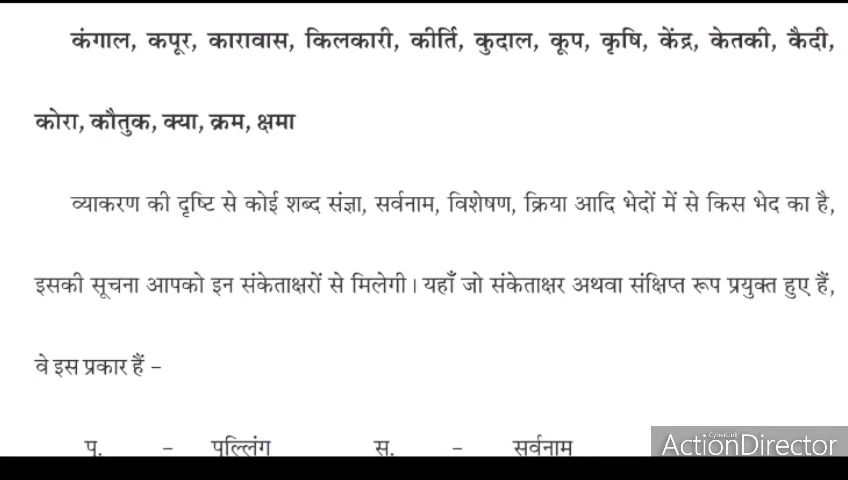 कंगाल, कपूर, कारावास, किलकारी, कीर्ति, कुदाल, कूप, कृषि, केंद्र, केतकी, कैदी,
कोरा, कौतुक, क्या, क्रम, क्षमा
व्याकरण की दृष्टि से कोई शब्द संज्ञा, सर्वनाम, विशेषण, क्रिया आदि भेदों में से किस भेद का है,
इसकी सूचना आपको इन संकेताक्षरों से मिलेगी। यहाँ जो संकेताक्षर अथवा संक्षिप्त रूप प्रयुक्त हुए हैं,
वे इस प्रकार हैं –
पु. – पुल्लिंग स. – सर्वनाम
CyberLink
ActionDirector